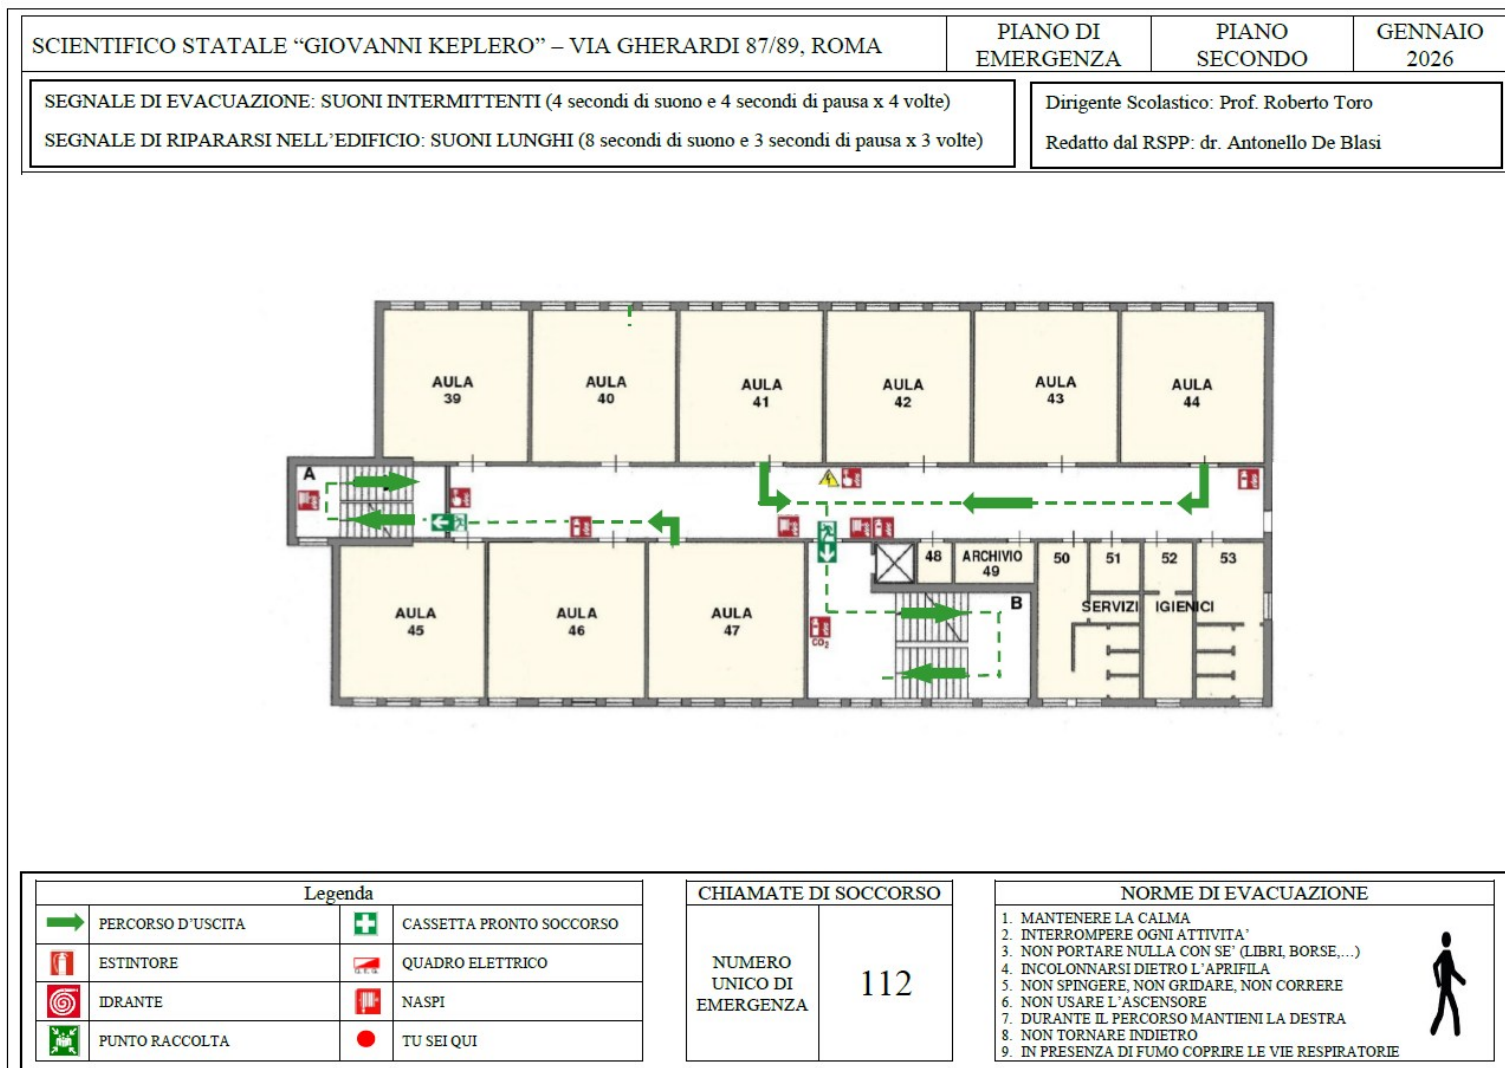 SCIENTIFICO STATALE “GIOVANNI KEPLERO” – VIA GHERARDI 87/89, ROMA
PIANO DI
EMERGENZA
PIANO
SECONDO
GENNAIO
2026
SEGNALE DI EVACUAZIONE: SUONI INTERMITTENTI (4 secondi di suono e 4 secondi di pausa x 4 volte)
SEGNALE DI RIPARARSI NELL’EDIFICIO: SUONI LUNGHI (8 secondi di suono e 3 secondi di pausa x 3 volte)
Dirigente Scolastico: Prof. Roberto Toro
Redatto dal RSPP: dr. Antonello De Blasi
AULA
39
AULA
40
AULA
41
AULA
42
AULA
43
AULA
44
A
48
ARCHIVIO
49
50
51
52
53
SERVIZI IGIENICI
B
AULA
45
AULA
46
AULA
47
CO2
Legenda
PERCORSO D’USCITA
CASSETTA PRONTO SOCCORSO
ESTINTORE
QUADRO ELETTRICO
IDRANTE
NASPI
PUNTO RACCOLTA
TU SEI QUI
CHIAMATE DI SOCCORSO
NUMERO
UNICO DI
EMERGENZA
112
NORME DI EVACUAZIONE
1. MANTENERE LA CALMA
2. INTERROMPERE OGNI ATTIVITA’
3. NON PORTARE NULLA CON SE’ (LIBRI, BORSE,…)
4. INCOLONNARSI DIETRO L’APRIFILA
5. NON SPINGERE, NON GRIDARE, NON CORRERE
6. NON USARE L’ASCENSORE
7. DURANTE IL PERCORSO MANTIENI LA DESTRA
8. NON TORNARE INDIETRO
9. IN PRESENZA DI FUMO COPRIRE LE VIE RESPIRATORIE